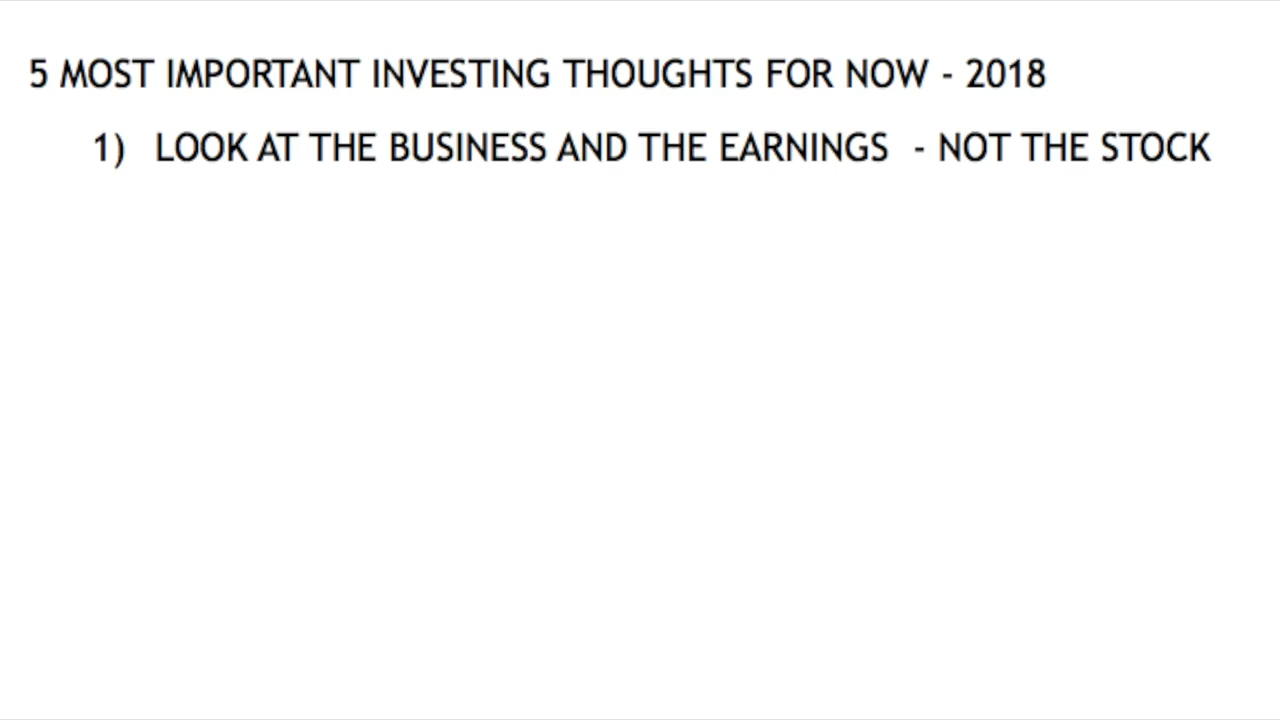 5 MOST IMPORTANT INVESTING THOUGHTS FOR NOW - 2018
1) LOOK AT THE BUSINESS AND THE EARNINGS - NOT THE STOCK